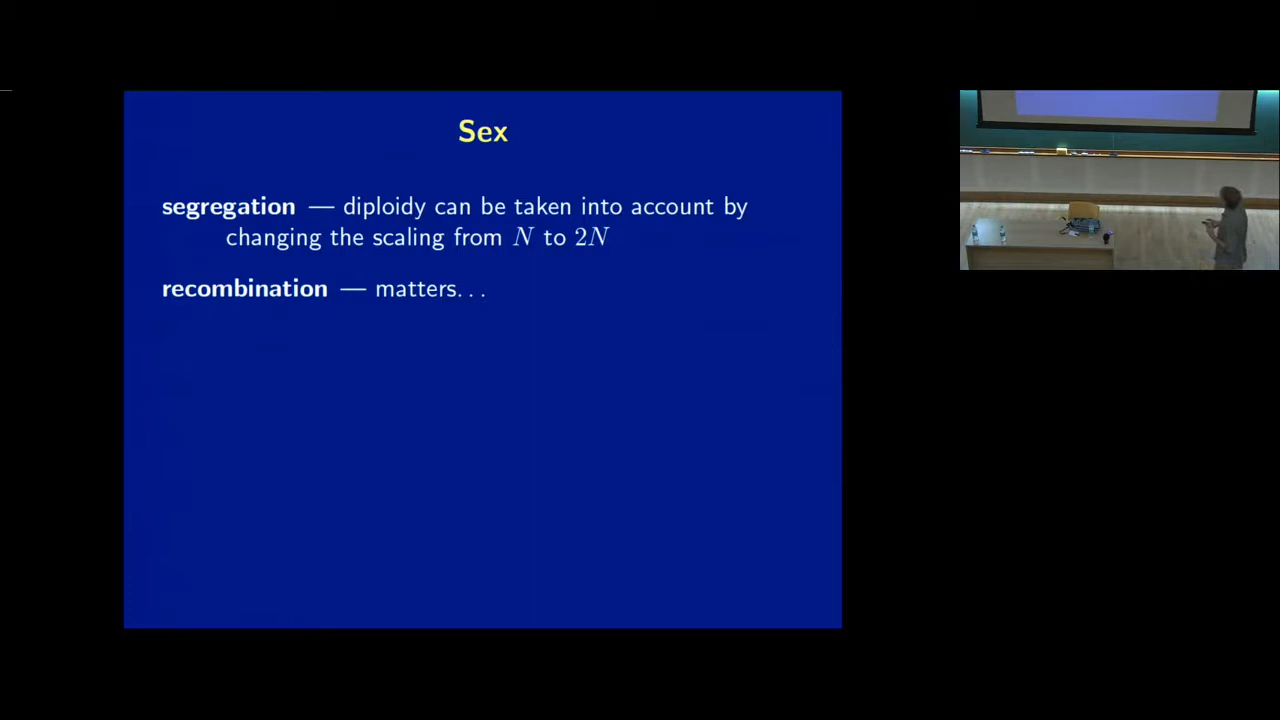 Sex
segregation — diploidy can be taken into account by
changing the scaling from N to 2N
recombination — matters...